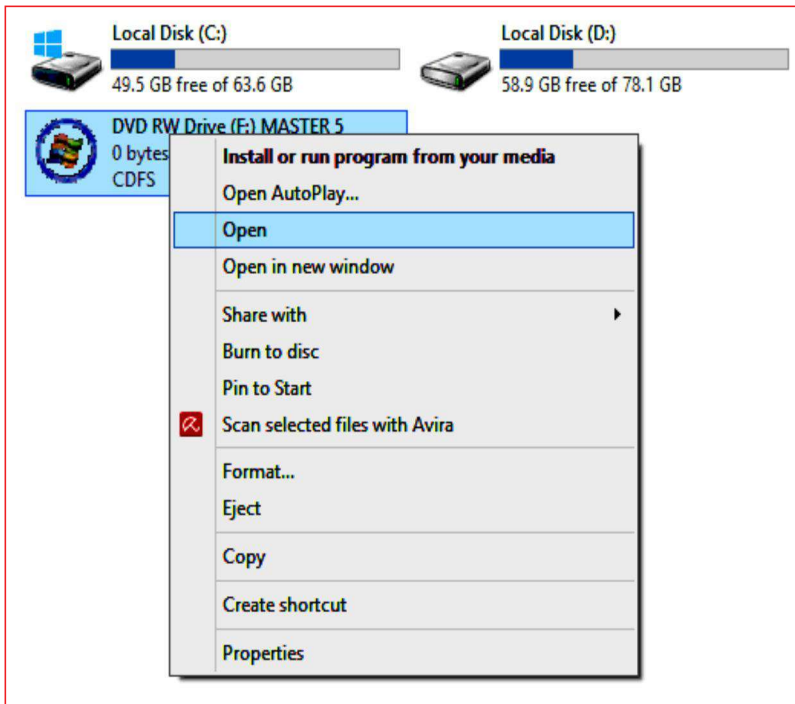 Local Disk (C:)
49.5 GB free of 63.6 GB
Local Disk (D:)
58.9 GB free of 78.1 GB
DVD RW Drive (F:) MASTER 5
0 bytes
CDFS
Install or run program from your media
Open AutoPlay...
Open
Open in new window
Share with
Burn to disc
Pin to Start
Scan selected files with Avira
Format...
Eject
Copy
Create shortcut
Properties